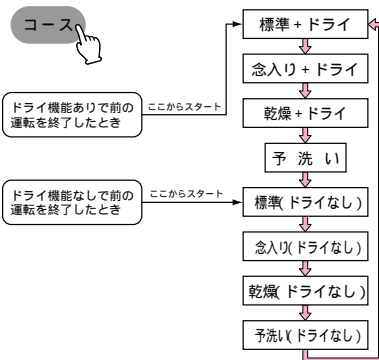 コース
標準＋ドライ
念入り＋ドライ
乾燥＋ドライ
ドライ機能ありで前の
運転を終了したとき
ここからスタート
予 洗 い
ドライ機能なしで前の
運転を終了したとき
ここからスタート
標準(ドライなし)
念入り(ドライなし)
乾燥(ドライなし)
予洗い(ドライなし)